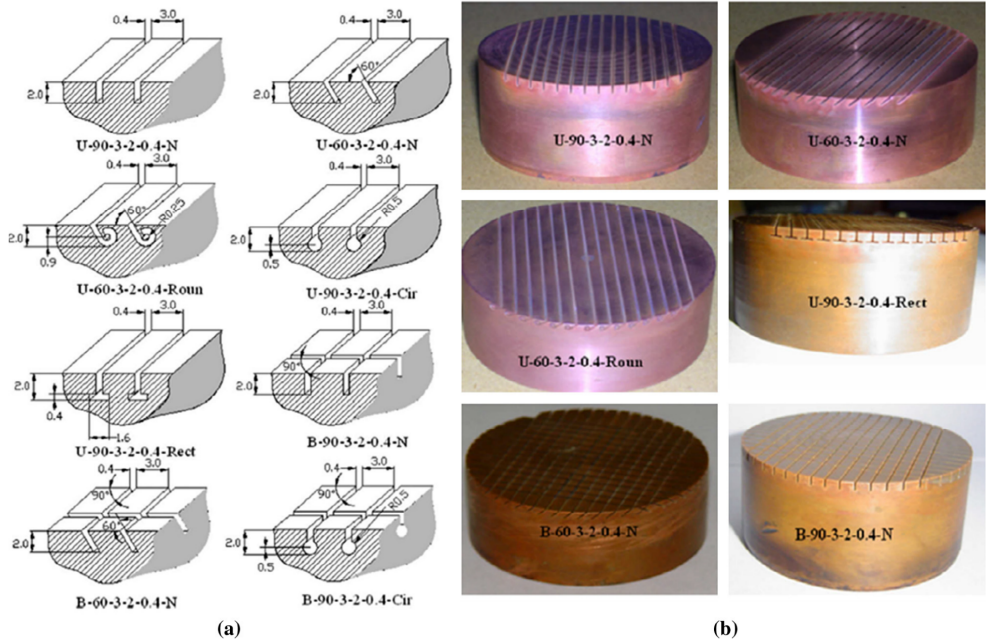 0.4 3.0
2.0
U-90-3-2-0.4-N
0.4 3.0
60°
2.0
U-60-3-2-0.4-N
0.4 3.0
60°
R0.25
2.0
0.9
U-60-3-2-0.4-Roun
0.4 3.0
R0.5
2.0
0.5
U-90-3-2-0.4-Cir
0.4 3.0
2.0
0.4
1.6
U-90-3-2-0.4-Rect
0.4 3.0
90°
2.0
B-90-3-2-0.4-N
0.4 3.0
90°
60°
2.0
B-60-3-2-0.4-N
0.4 3.0
90°
R0.5
2.0
0.5
B-90-3-2-0.4-Cir
(a)
U-90-3-2-0.4-N
U-60-3-2-0.4-N
U-60-3-2-0.4-Roun
U-90-3-2-0.4-Rect
B-60-3-2-0.4-N
B-90-3-2-0.4-N
(b)